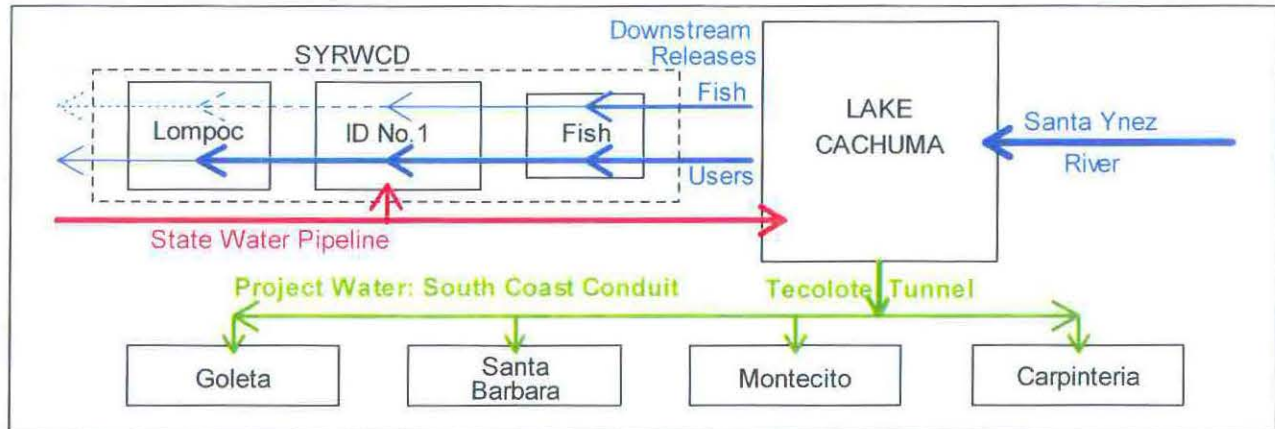 Downstream
Releases
SYRWCD
Fish
LAKE
CACHUMA
Santa Ynez
River
Lompoc
ID No.1
Fish
Users
State Water Pipeline
Project Water: South Coast Conduit
Tecolote Tunnel
Goleta
Santa
Barbara
Montecito
Carpinteria